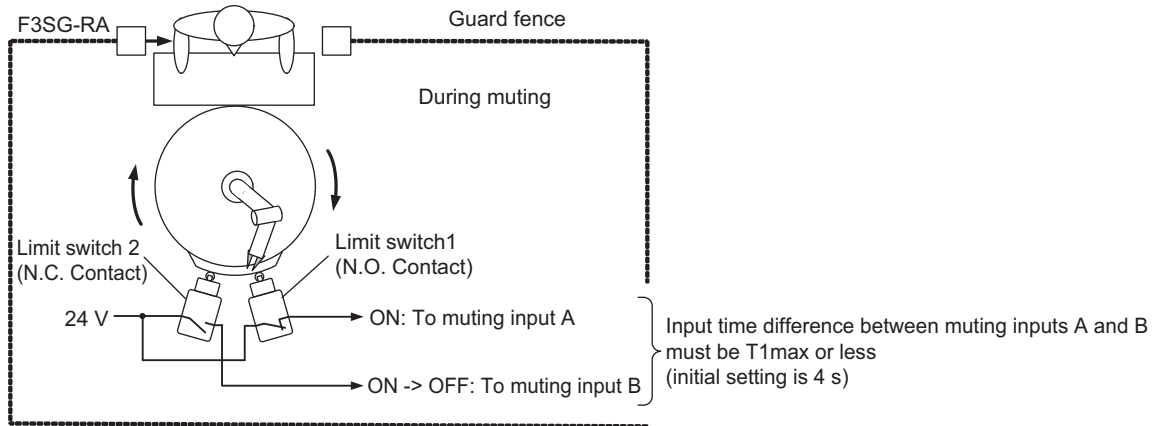 F3SG-RA
Guard fence
During muting
Limit switch 2
(N.C. Contact)
Limit switch1
(N.O. Contact)
24 V
ON: To muting input A
ON -> OFF: To muting input B
Input time difference between muting inputs A and B
must be T1max or less
(initial setting is 4 s)